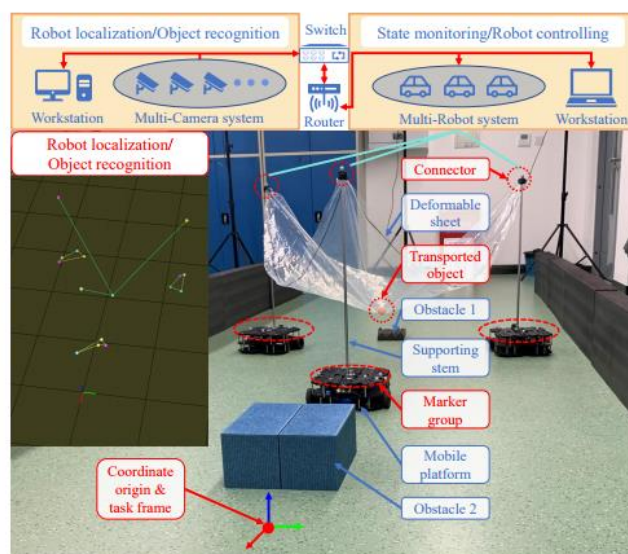 Robot localization/Object recognition
Switch
State monitoring/Robot controlling
Workstation
Multi-Camera system
Router
Multi-Robot system
Workstation
Robot localization/
Object recognition
Connector
Deformable
sheet
Transported
object
Obstacle 1
Supporting
stem
Marker
group
Mobile
platform
Coordinate
origin &
task frame
Obstacle 2